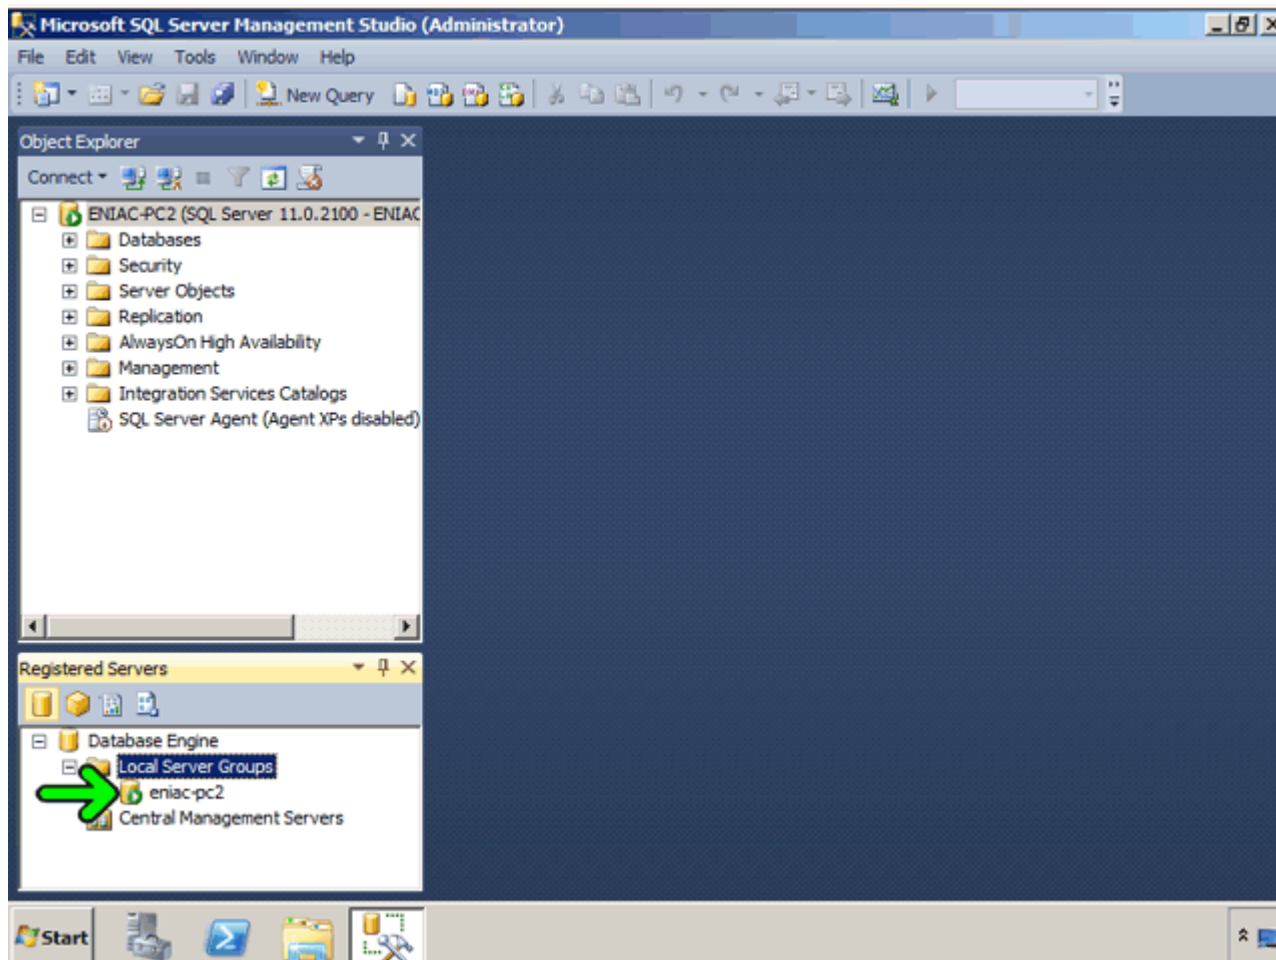 Microsoft SQL Server Management Studio (Administrator)
File Edit View Tools Window Help
New Query
Object Explorer
Connect
ENIAC-PC2 (SQL Server 11.0.2100 - ENIAC
Databases
Security
Server Objects
Replication
AlwaysOn High Availability
Management
Integration Services Catalogs
SQL Server Agent (Agent XPs disabled)
Registered Servers
Database Engine
Local Server Groups
eniac-pc2
Central Management Servers
Start